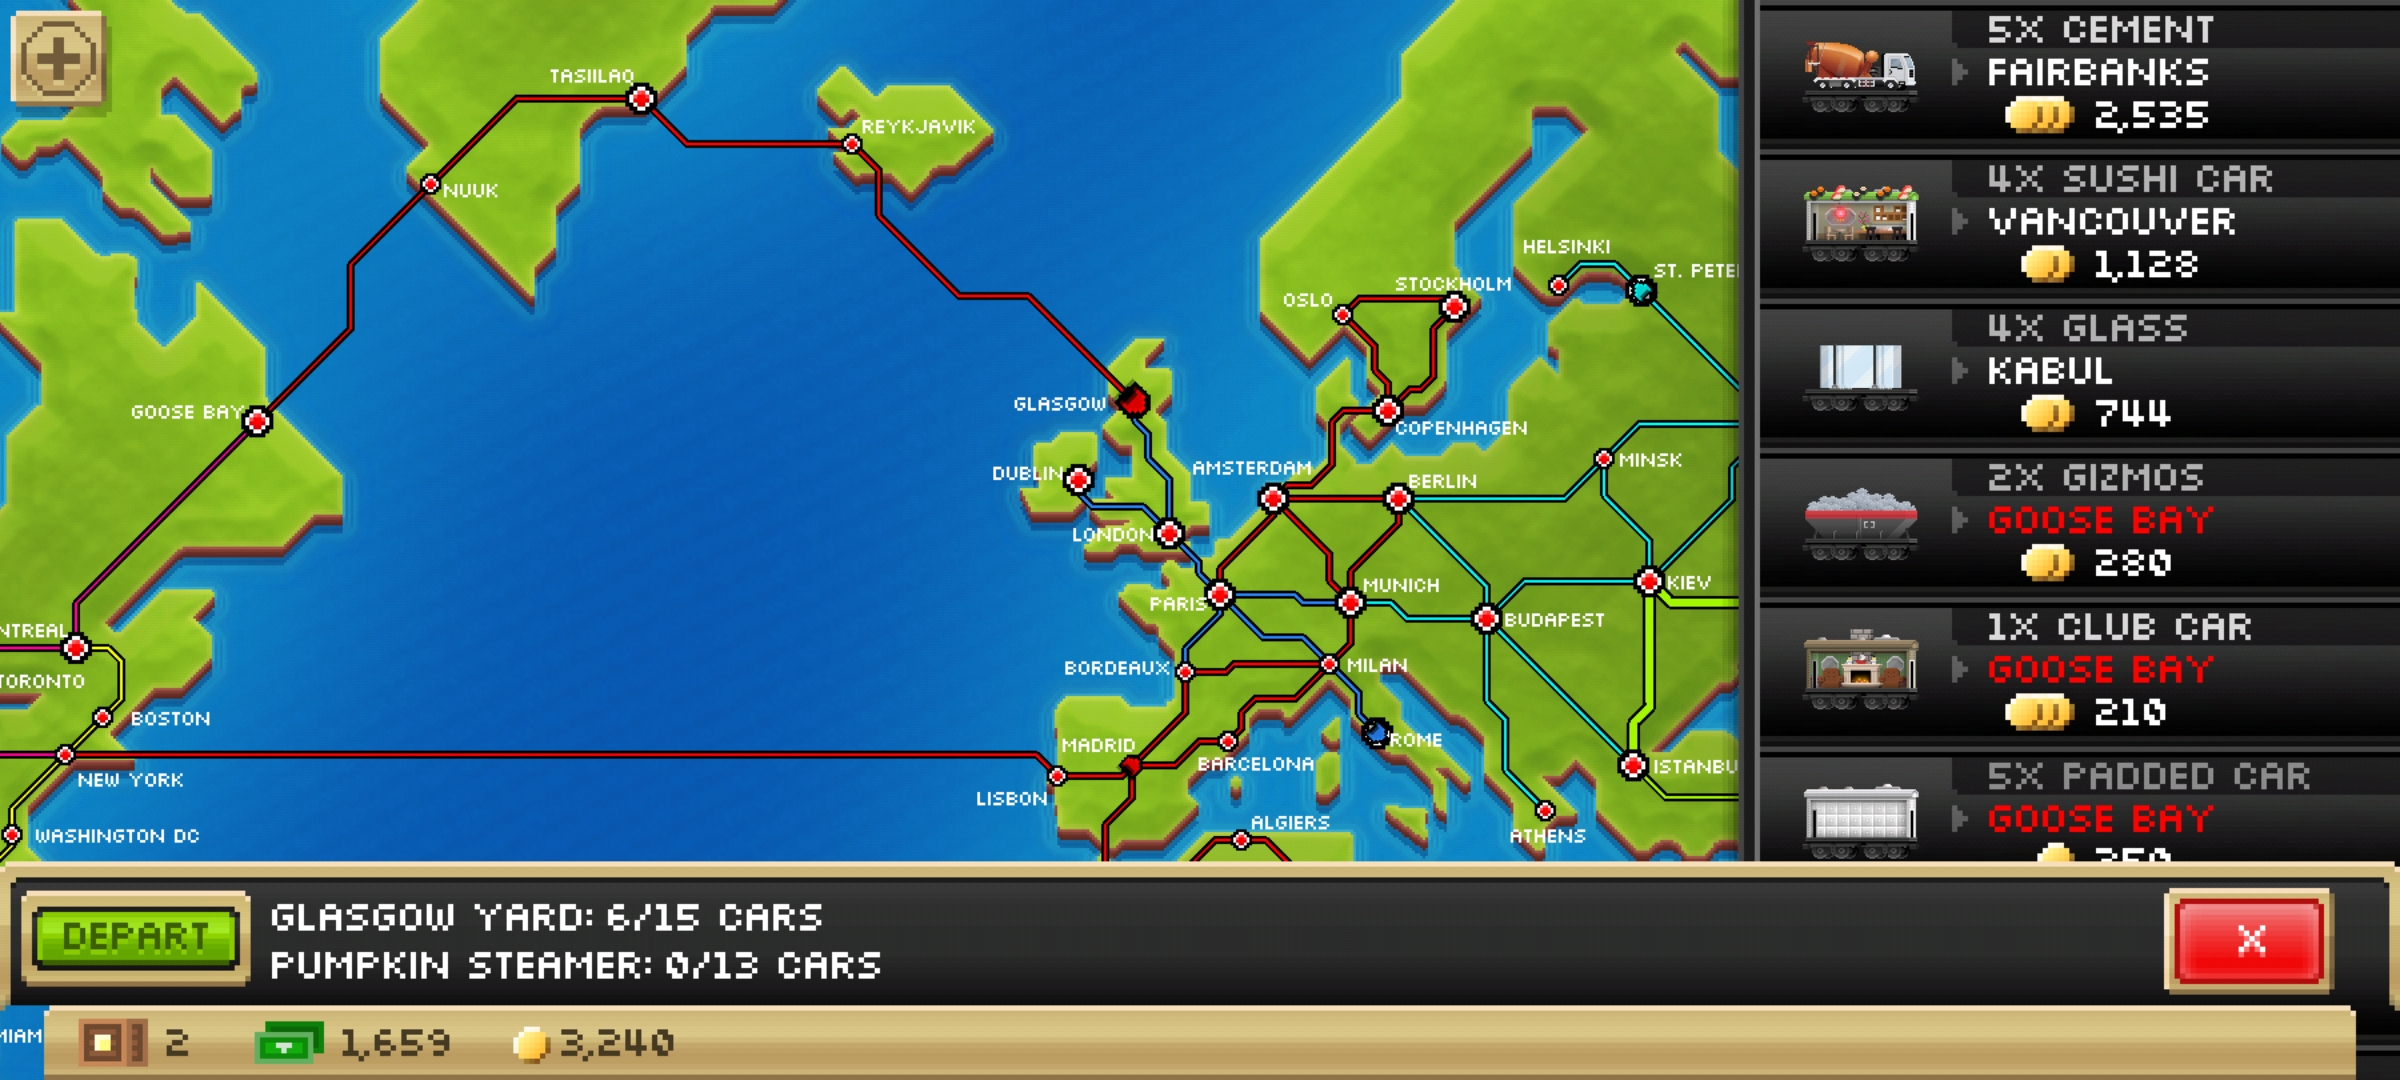 TASIILAQ
REYKJAVIK
NUUK
HELSINKI
ST. PETE
STOCKHOLM
OSLO
GOOSE BAY
GLASGOW
COPENHAGEN
MINSK
DUBLIN
AMSTERDAM
BERLIN
LONDON
KIEV
MUNICH
PARIS
BUDAPEST
NTREAL
TORONTO
BORDEAUX
MILAN
BOSTON
MADRID
ROME
BARCELONA
ISTANBU
NEW YORK
LISBON
WASHINGTON DC
ALGIERS
ATHENS
5X CEMENT
FAIRBANKS
2,535
4X SUSHI CAR
VANCOUVER
1,128
4X GLASS
KABUL
744
2X GIZMOS
GOOSE BAY
280
1X CLUB CAR
GOOSE BAY
210
5X PADDED CAR
GOOSE BAY
DEPART
GLASGOW YARD: 6/15 CARS
PUMPKIN STEAMER: 0/13 CARS
X
MIAM
2
1,659
3,240